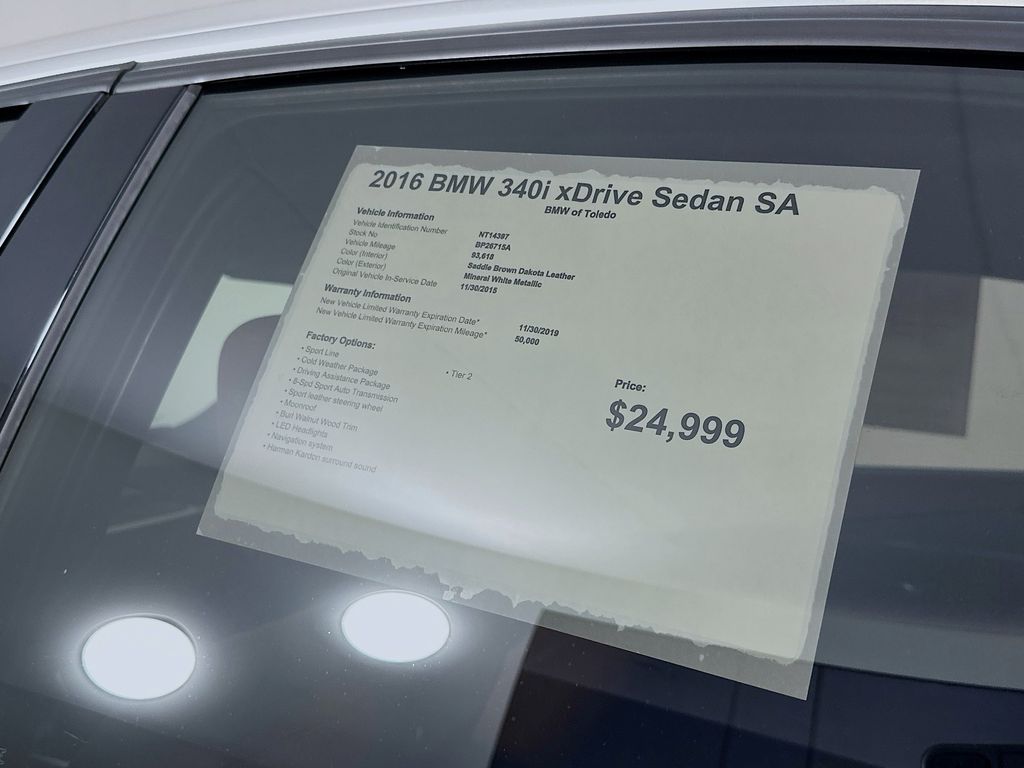 2016 BMW 340i xDrive Sedan SA
BMW of Toledo
Vehicle Information
Vehicle Identification Number NT14397
Stock No BP26715A
Vehicle Mileage 93,618
Color (Interior) Saddle Brown Dakota Leather
Color (Exterior) Mineral White Metallic
Original Vehicle In-Service Date 11/30/2015
Warranty Information
New Vehicle Limited Warranty Expiration Date* 11/30/2019
New Vehicle Limited Warranty Expiration Mileage* 50,000
Factory Options:
• Sport Line
• Cold Weather Package
• Driving Assistance Package
• 8-Spd Sport Auto Transmission
• Sport leather steering wheel
• Moonroof
• Burl Walnut Wood Trim
• LED Headlights
• Navigation system
• Harman Kardon surround sound
• Tier 2
Price:
$24,999